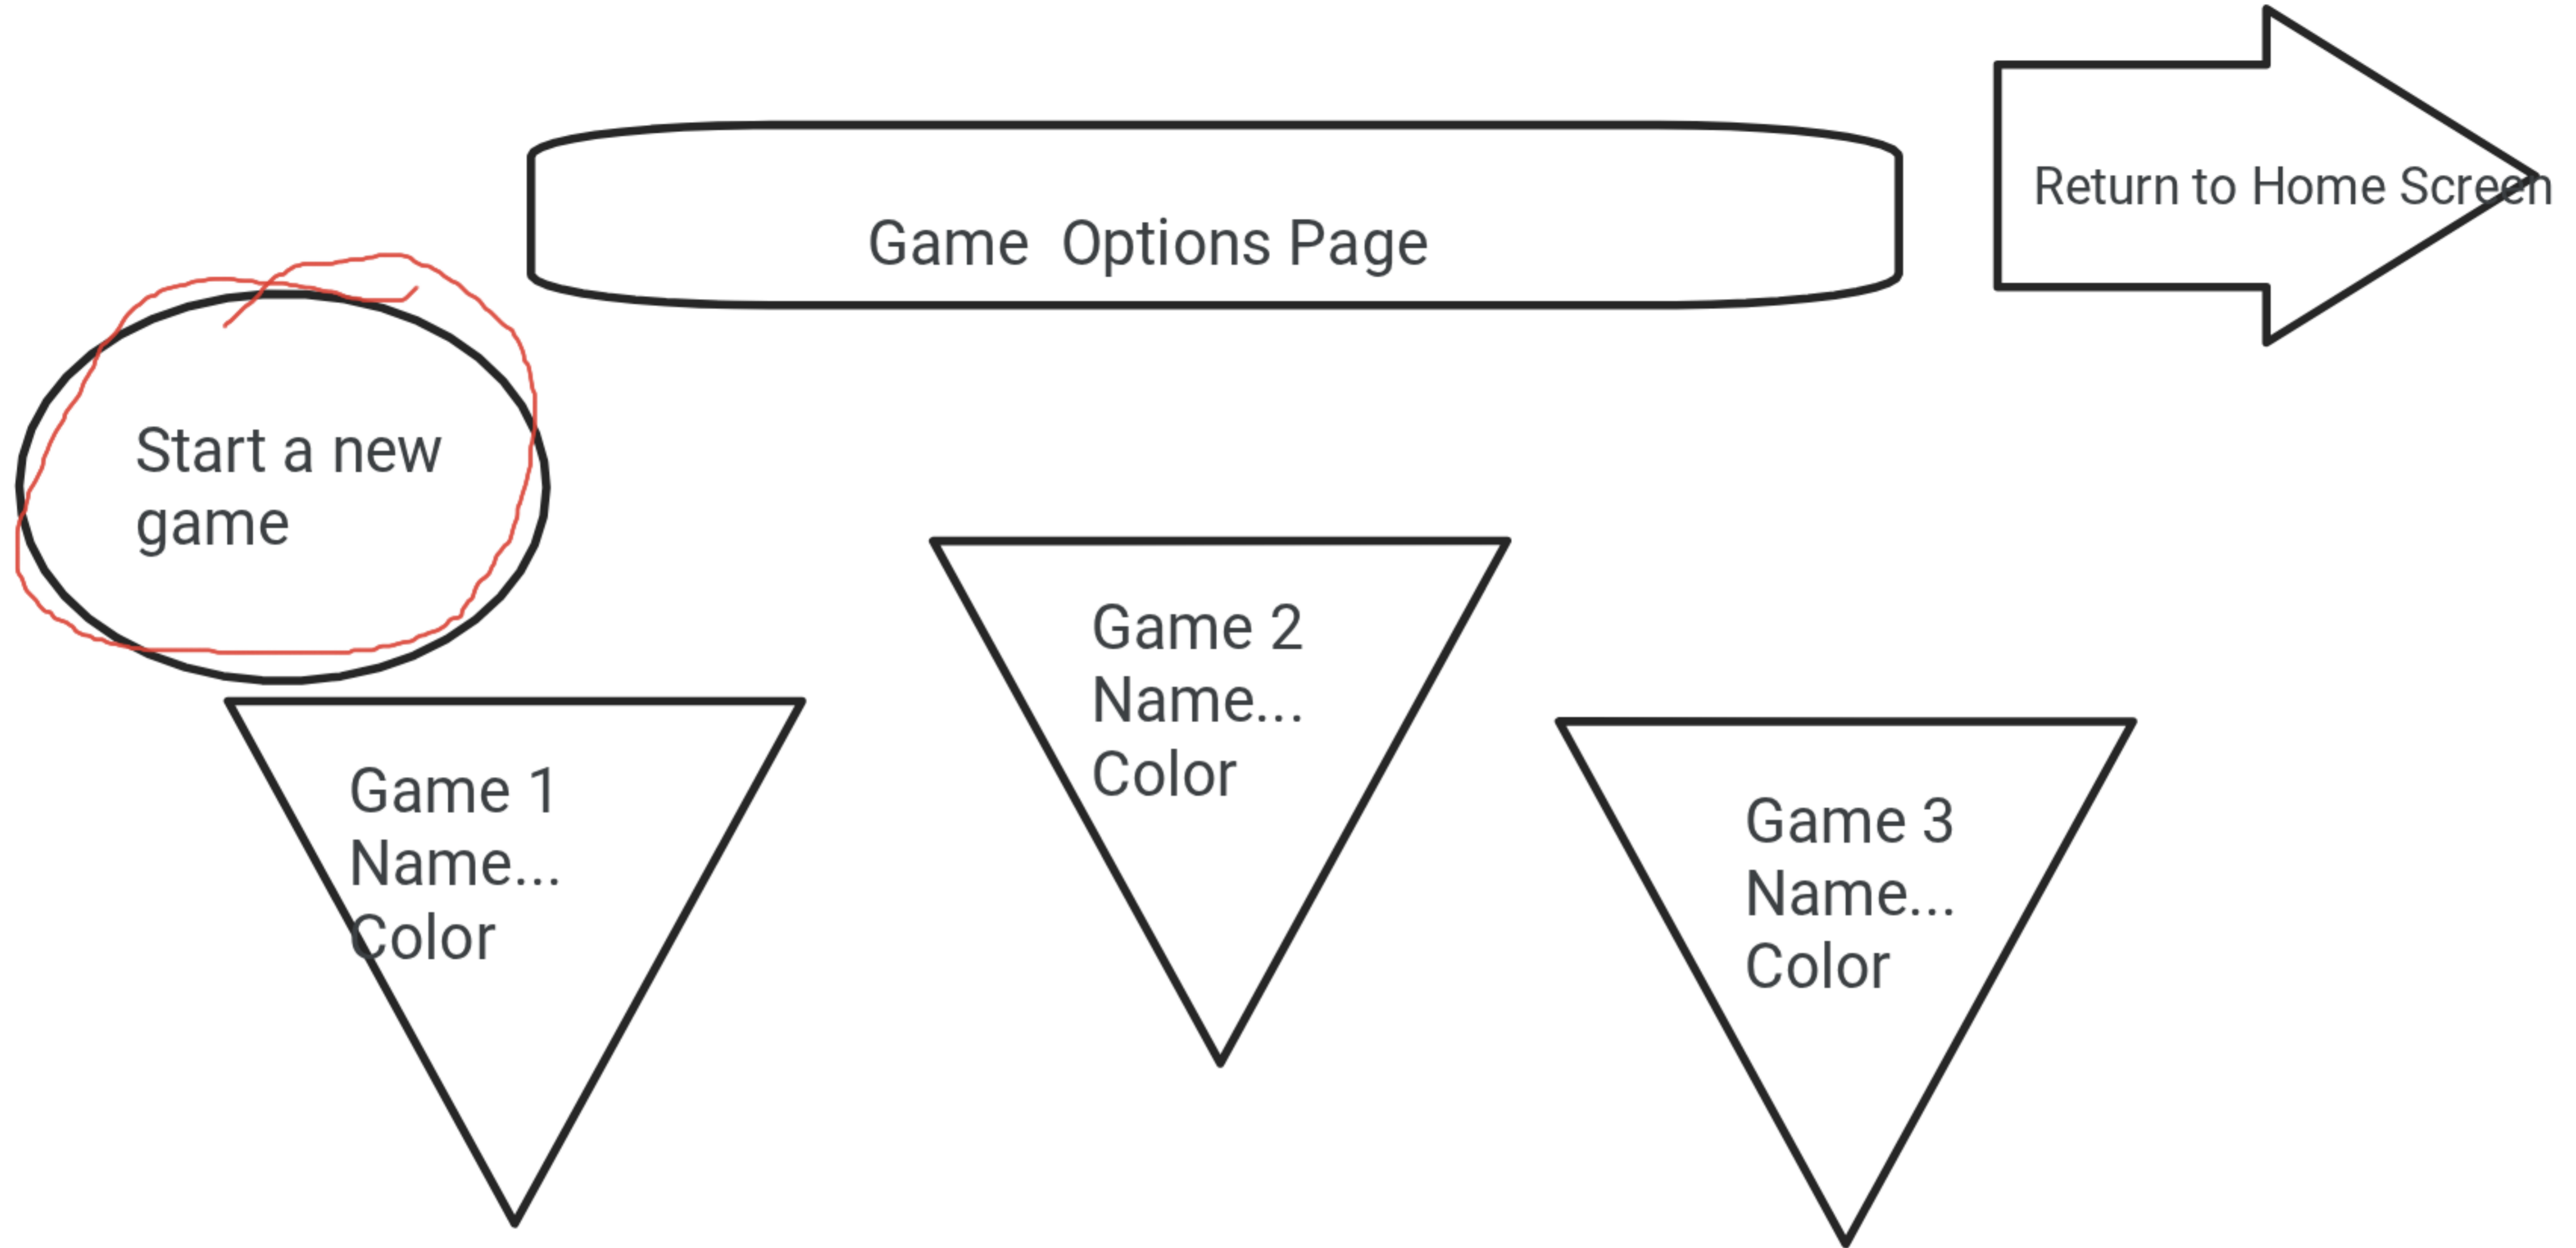 Return to Home Screen
Game  Options Page
Start a new
game
Game 1
Name...
Color
Game 2
Name...
Color
Game 3
Name...
Color